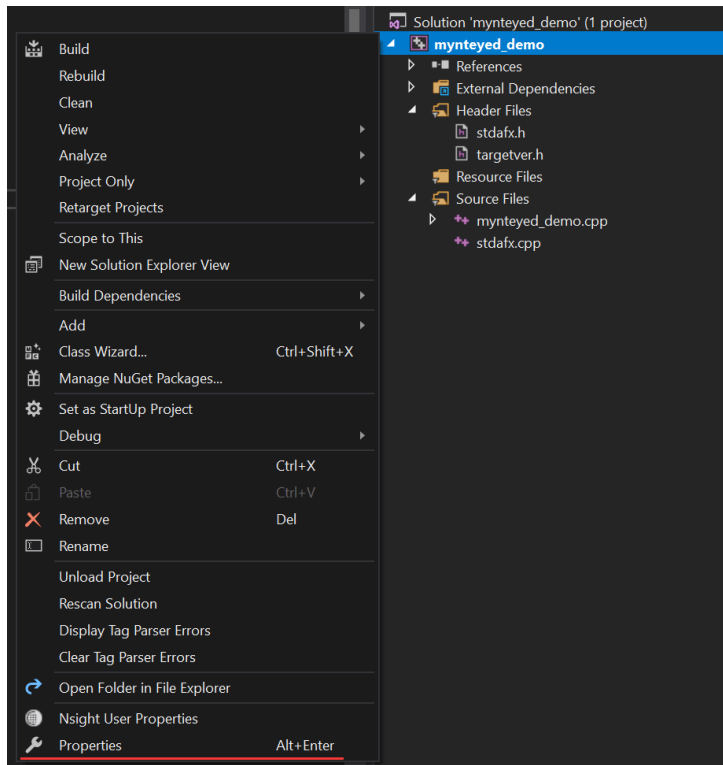 Build
Rebuild
Clean
View
Analyze
Project Only
Retarget Projects
Scope to This
New Solution Explorer View
Build Dependencies
Add
Class Wizard... Ctrl+Shift+X
Manage NuGet Packages...
Set as StartUp Project
Debug
Cut Ctrl+X
Paste Ctrl+V
Remove Del
Rename
Unload Project
Rescan Solution
Display Tag Parser Errors
Clear Tag Parser Errors
Open Folder in File Explorer
Nsight User Properties
Properties Alt+Enter
Solution 'mynteyed_demo' (1 project)
mynteyed_demo
References
External Dependencies
Header Files
stdafx.h
targetver.h
Resource Files
Source Files
mynteyed_demo.cpp
stdafx.cpp